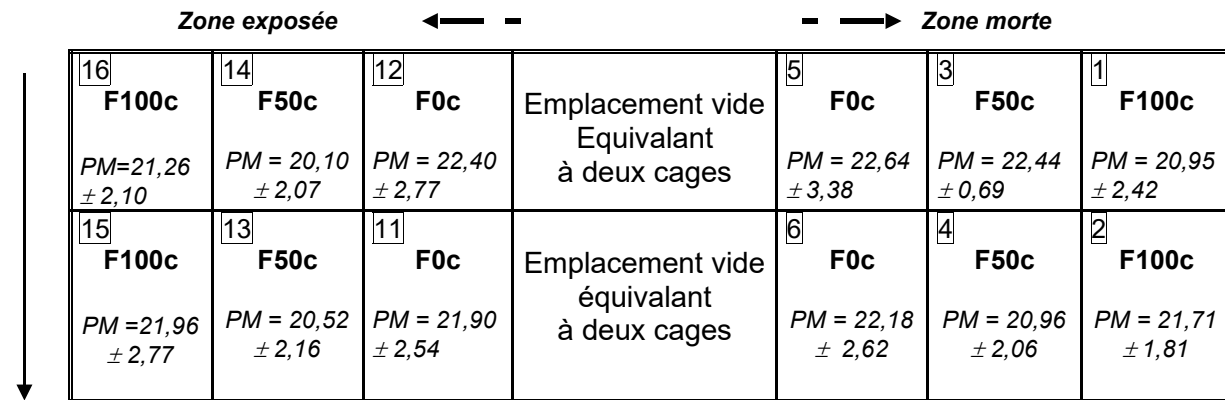 Zone exposée
Zone morte
16
F100c
PM=21,26
± 2,10
14
F50c
PM = 20,10
± 2,07
12
F0c
PM = 22,40
± 2,77
Emplacement vide
Equivalant
à deux cages
5
F0c
PM = 22,64
± 3,38
3
F50c
PM = 22,44
± 0,69
1
F100c
PM = 20,95
± 2,42
15
F100c
PM =21,96
± 2,77
13
F50c
PM = 20,52
± 2,16
11
F0c
PM = 21,90
± 2,54
Emplacement vide
équivalant
à deux cages
6
F0c
PM = 22,18
± 2,62
4
F50c
PM = 20,96
± 2,06
2
F100c
PM = 21,71
± 1,81